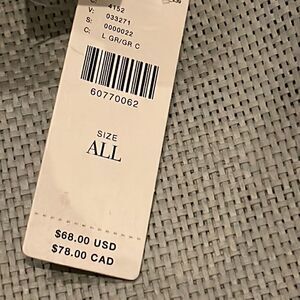 V: 4152
S: 033271
C: 0000022
L GR/GR C
60770062
SIZE
ALL
$68.00 USD
$78.00 CAD